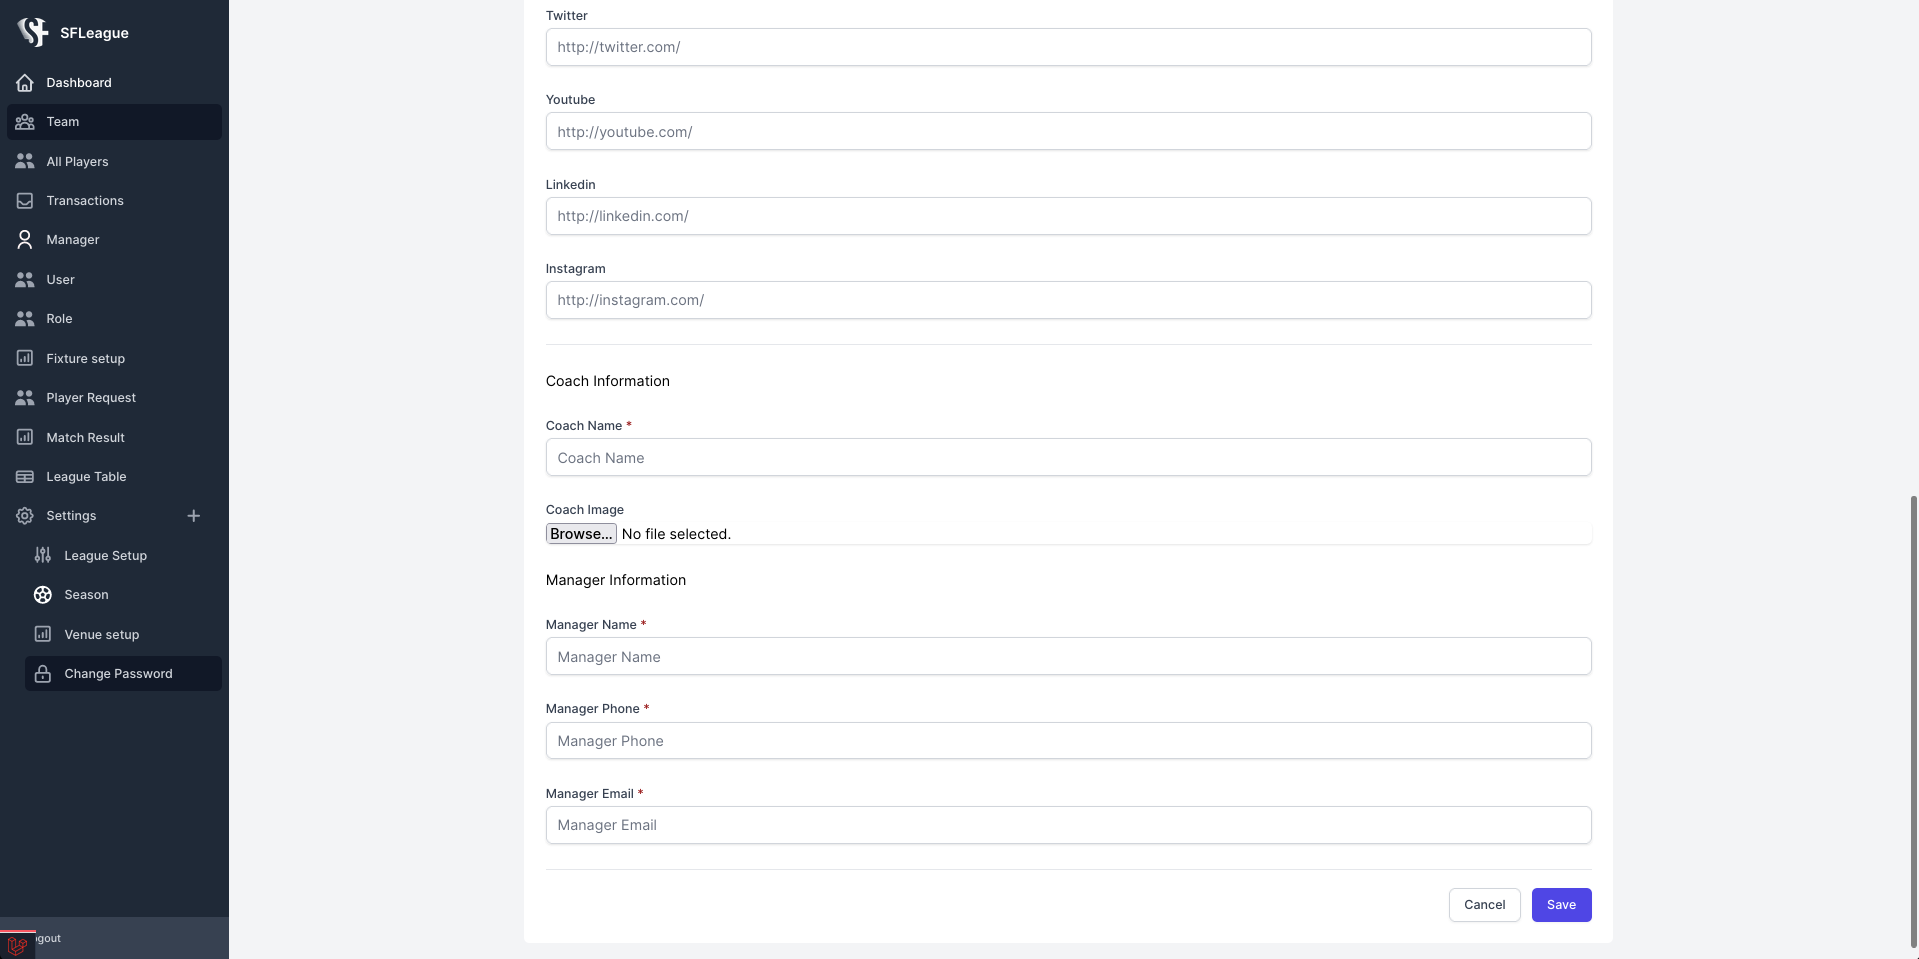 SFLeague
Dashboard
Team
All Players
Transactions
Manager
User
Role
Fixture setup
Player Request
Match Result
League Table
Settings
League Setup
Season
Venue setup
Change Password
ogout
Twitter
http://twitter.com/
Youtube
http://youtube.com/
Linkedin
http://linkedin.com/
Instagram
http://instagram.com/
Coach Information
Coach Name *
Coach Name
Coach Image
Browse... No file selected.
Manager Information
Manager Name *
Manager Name
Manager Phone *
Manager Phone
Manager Email *
Manager Email
Cancel Save